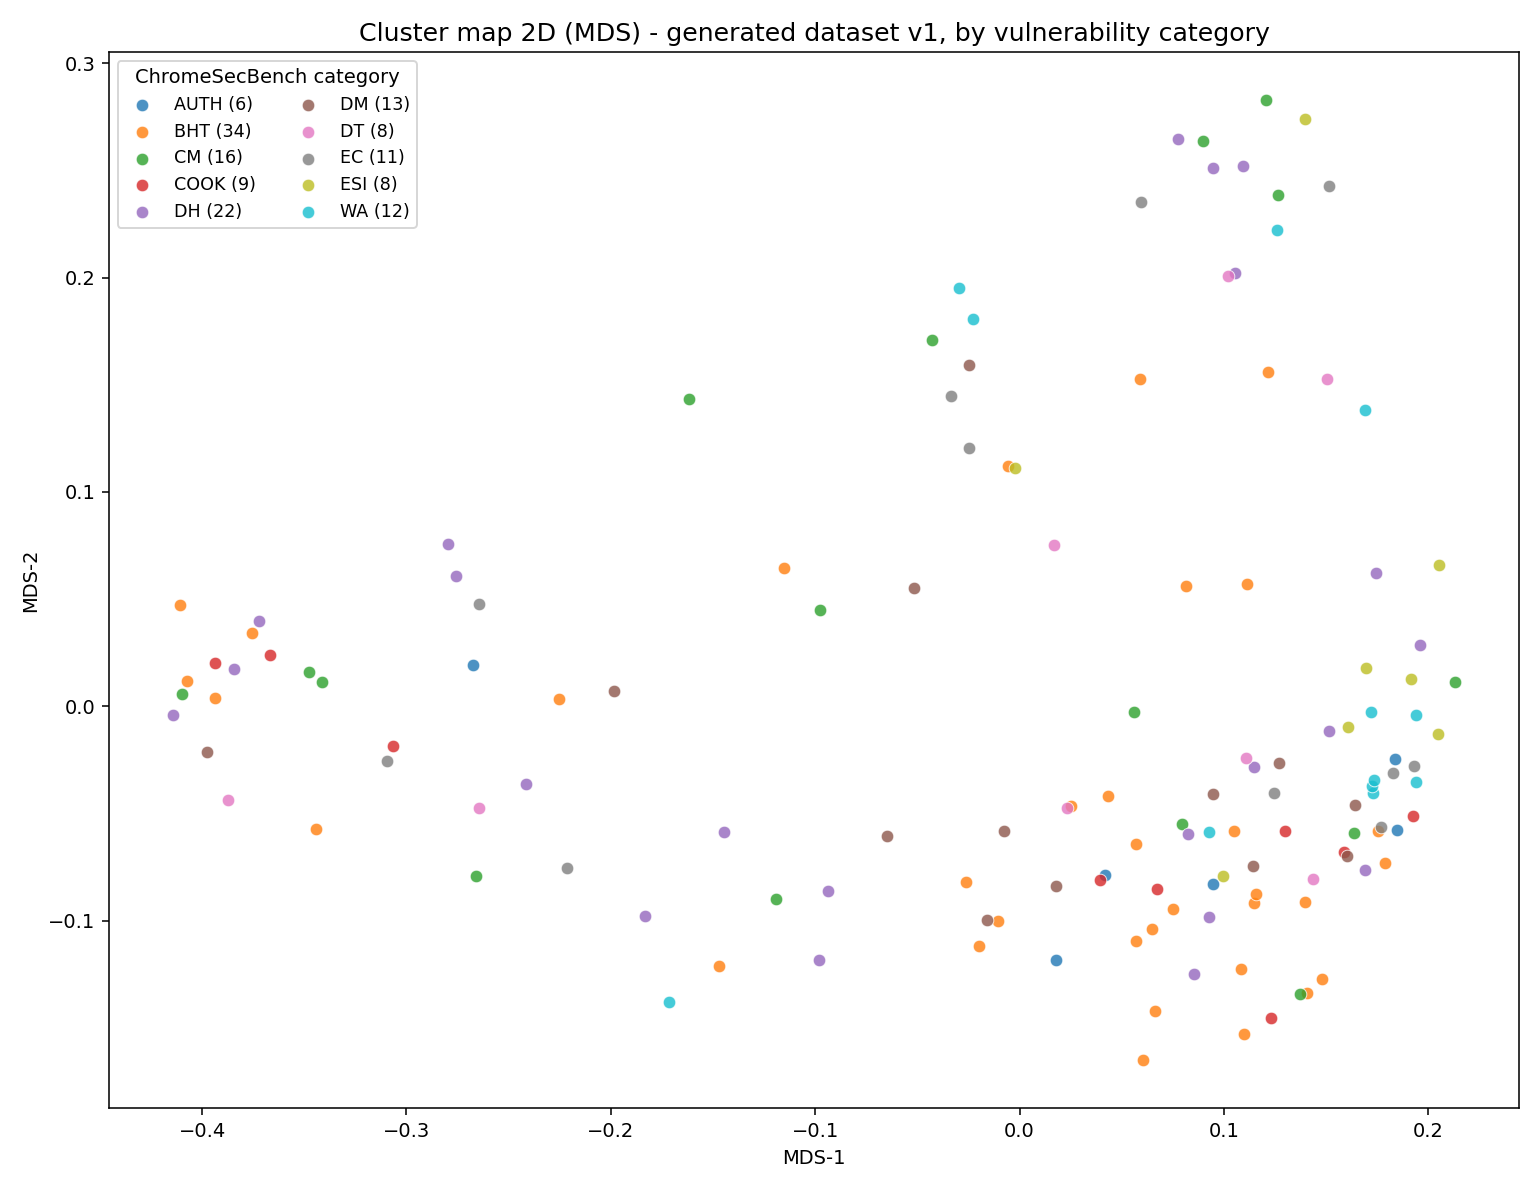 Cluster map 2D (MDS) - generated dataset v1, by vulnerability category
ChromeSecBench category
AUTH (6)
BHT (34)
CM (16)
COOK (9)
DH (22)
DM (13)
DT (8)
EC (11)
ESI (8)
WA (12)
0.3
0.2
0.1
0.0
−0.1
MDS-2
−0.4
−0.3
−0.2
−0.1
0.0
0.1
0.2
MDS-1